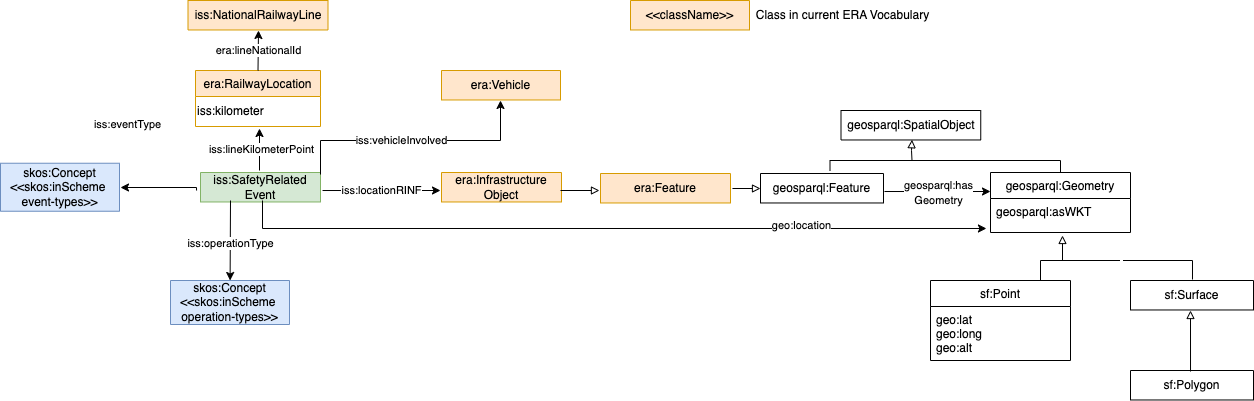 iss:NationalRailwayLine
<<className>>
Class in current ERA Vocabulary
era:lineNationalId
era:RailwayLocation
iss:kilometer
era:Vehicle
iss:eventType
iss:lineKilometerPoint
iss:vehicleInvolved
geosparql:SpatialObject
skos:Concept
<<skos:inScheme
event-types>>
iss:SafetyRelated
Event
iss:locationRINF
era:Infrastructure
Object
era:Feature
geosparql:Feature
geosparql:has
Geometry
geosparql:Geometry
geosparql:asWKT
geo:location
iss:operationType
skos:Concept
<<skos:inScheme
operation-types>>
sf:Point
geo:lat
geo:long
geo:alt
sf:Surface
sf:Polygon